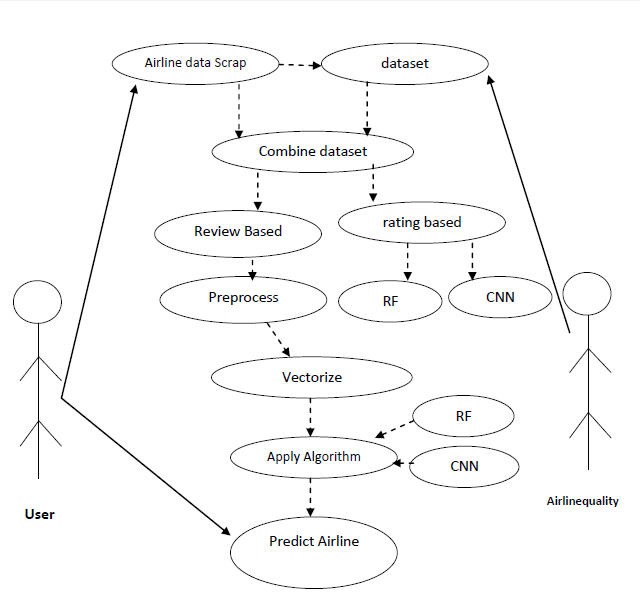 Airline data Scrap
dataset
Combine dataset
Review Based
rating based
Preprocess
RF
CNN
Vectorize
RF
Apply Algorithm
CNN
User
Airlinequality
Predict Airline